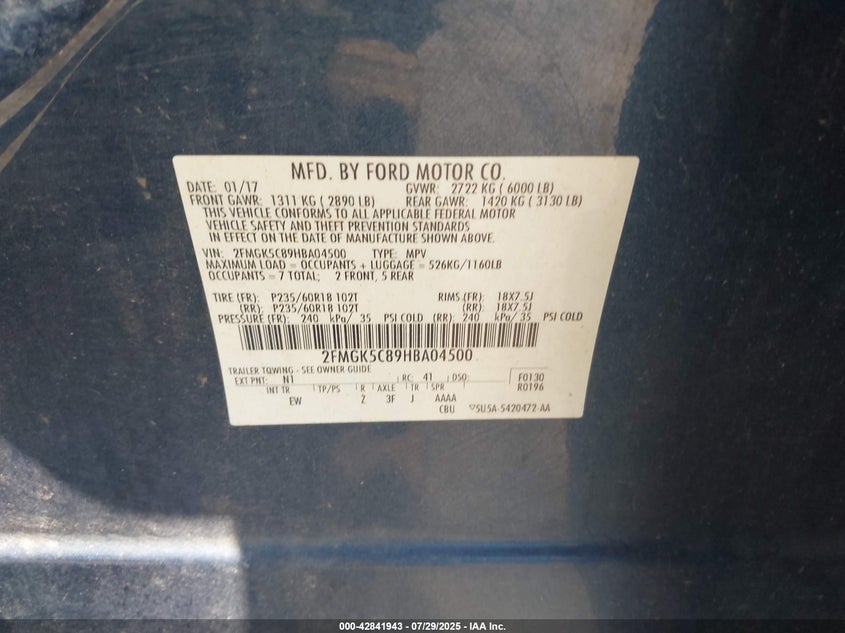 MFD. BY FORD MOTOR CO.
DATE: 01/17 GVWR: 2722 KG ( 6000 LB)
FRONT GAWR: 1311 KG ( 2890 LB) REAR GAWR: 1420 KG ( 3130 LB)
THIS VEHICLE CONFORMS TO ALL APPLICABLE FEDERAL MOTOR
VEHICLE SAFETY AND THEFT PREVENTION STANDARDS
IN EFFECT ON THE DATE OF MANUFACTURE SHOWN ABOVE.
VIN: 2FMGK5C89HBA04500 TYPE: MPV
MAXIMUM LOAD = OCCUPANTS + LUGGAGE = 526KG/1160LB
OCCUPANTS = 7 TOTAL; 2 FRONT, 5 REAR
TIRE (FR): P235/60R18 102T RIMS (FR): 18X7.5J
(RR): P235/60R18 102T (RR): 18X7.5J
PRESSURE (FR): 240 kPa/ 35 PSI COLD (RR): 240 kPa/ 35 PSI COLD
2FMGK5C89HBA04500
TRAILER TOWING - SEE OWNER GUIDE
EXT PNT: N1 RC: 41 DSO: F0130
INT TR TP/PS R AXLE TR SPR R0196
EW 2 3F J AAAA
CBU 5U5A-5420472-AA
000-42841943 | 07/29/2025 - IAA Inc.